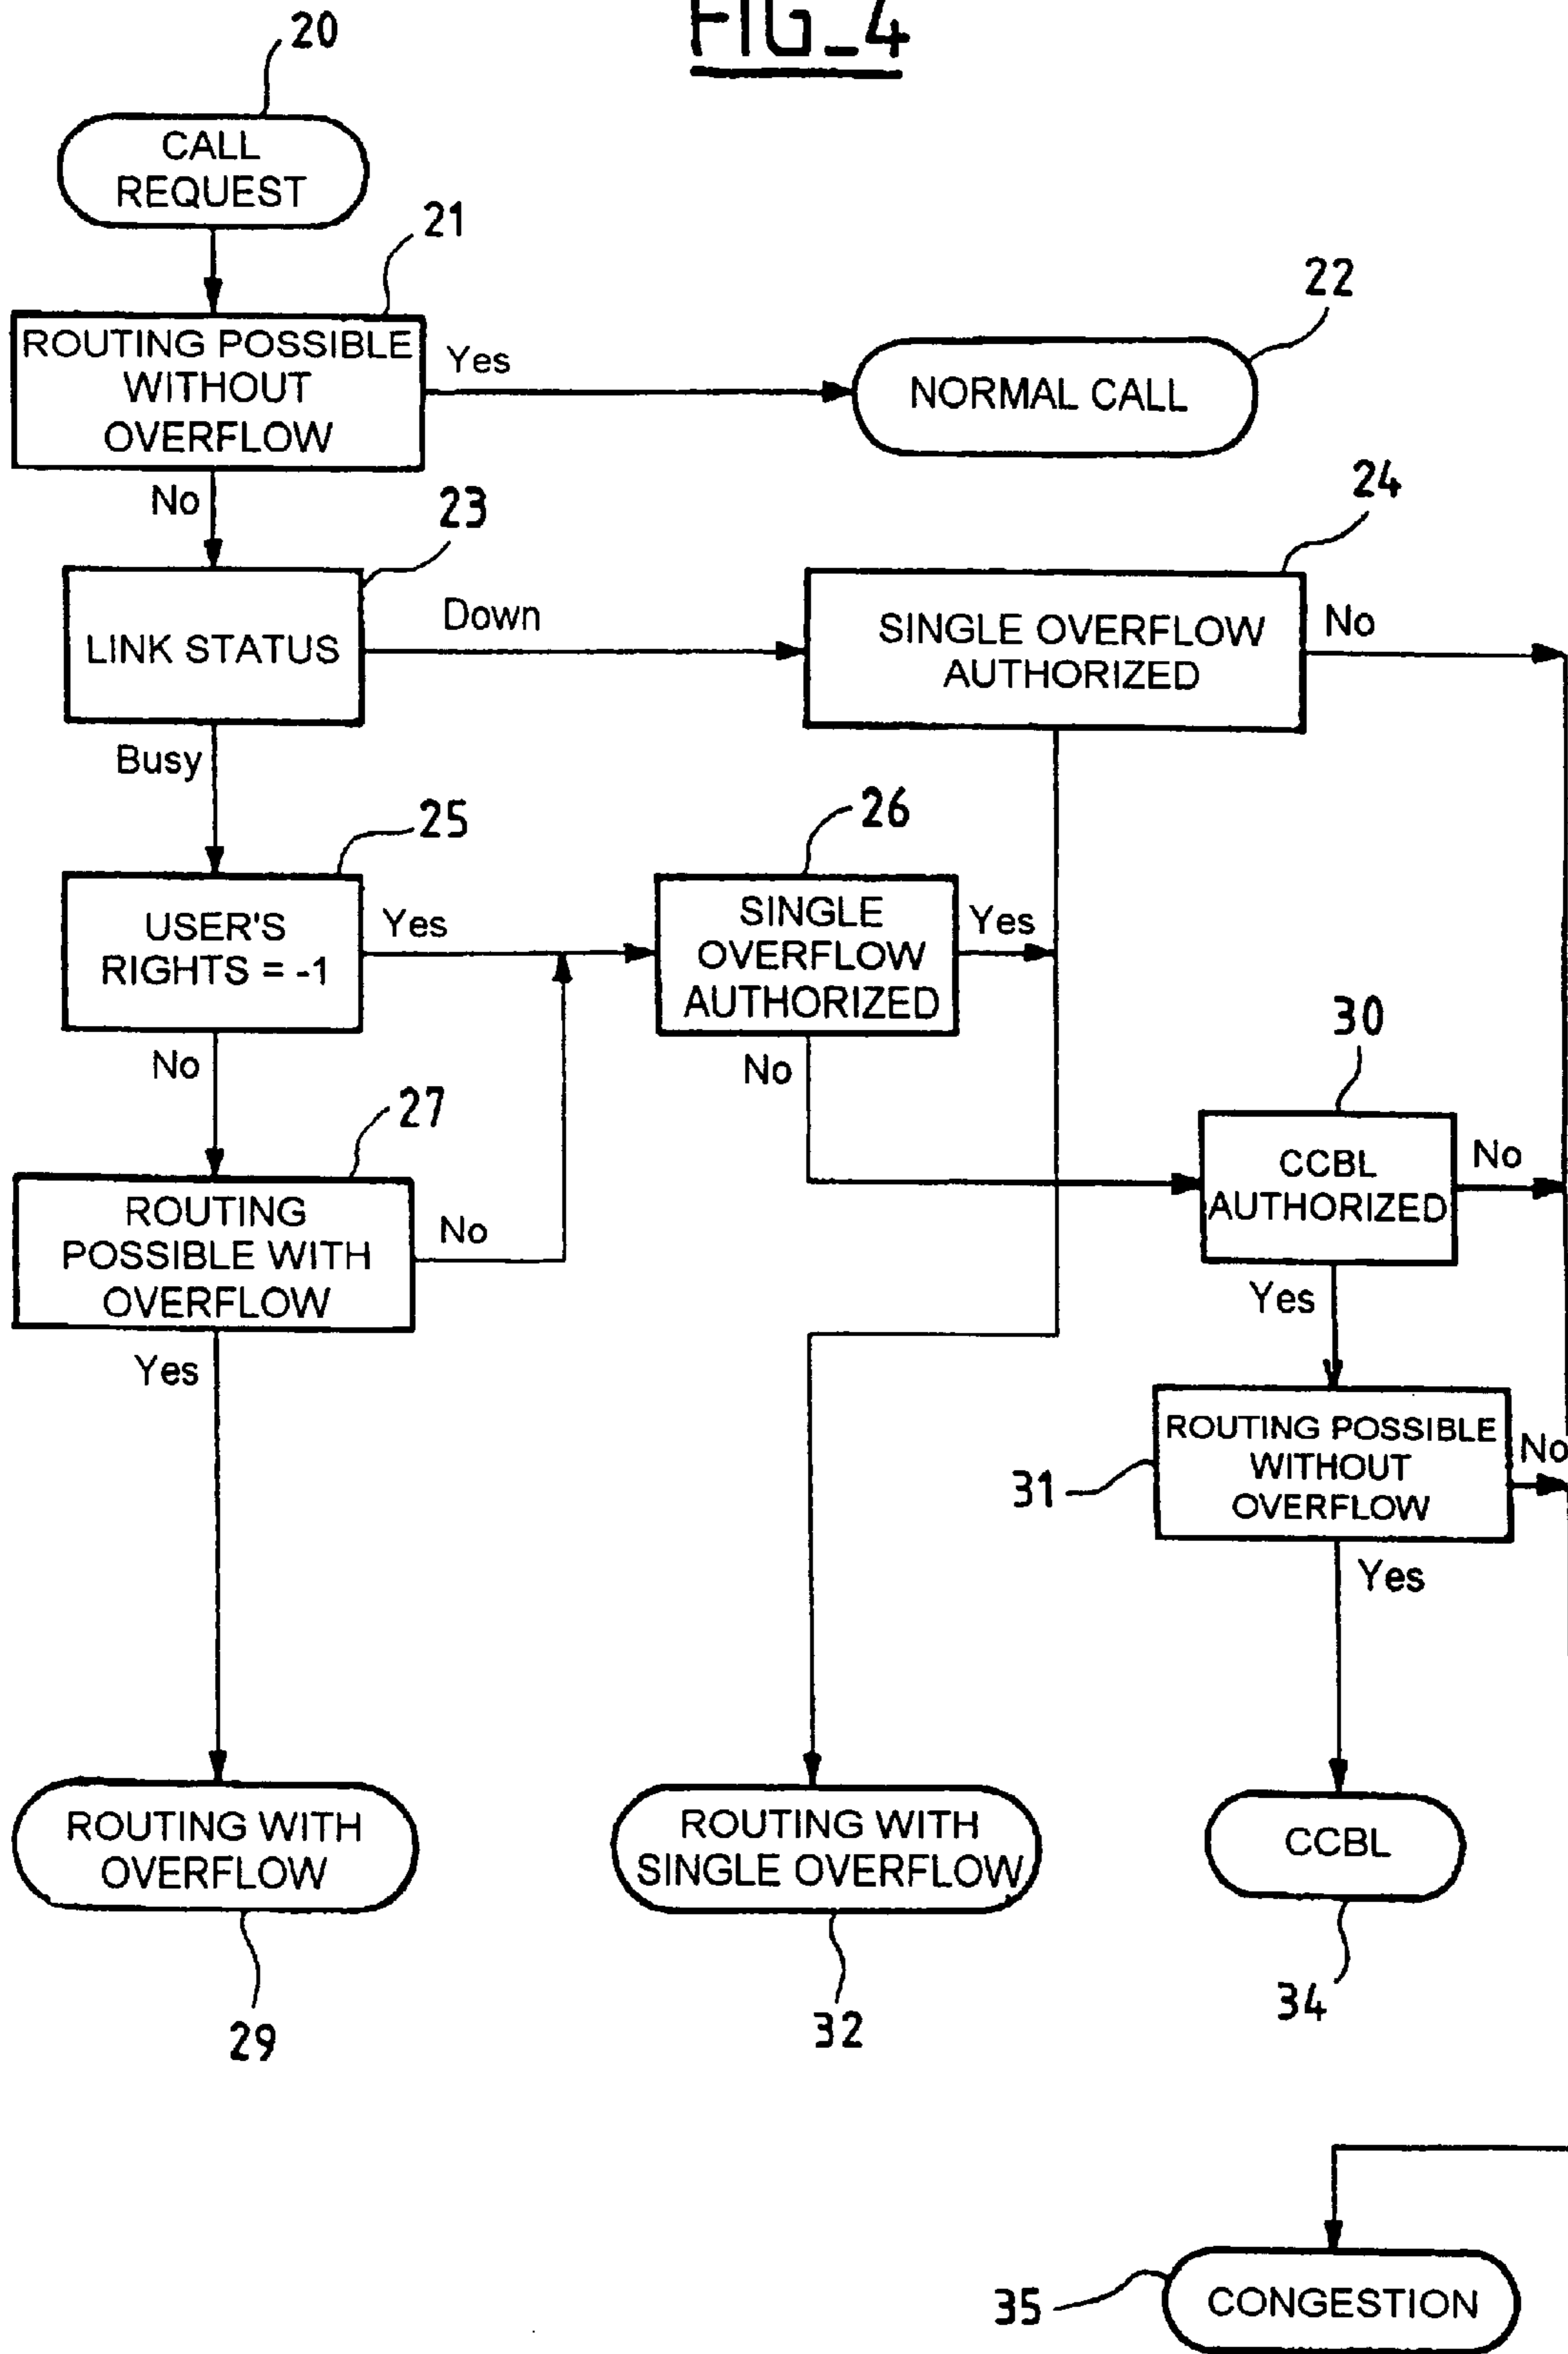 FIG_4
20
CALL
REQUEST
21
ROUTING POSSIBLE
WITHOUT
OVERFLOW
Yes
22
NORMAL CALL
No
23
LINK STATUS
Down
24
SINGLE OVERFLOW
AUTHORIZED
No
Busy
25
USER'S
RIGHTS = -1
Yes
26
SINGLE
OVERFLOW
AUTHORIZED
Yes
No
No
27
ROUTING
POSSIBLE WITH
OVERFLOW
No
Yes
30
CCBL
AUTHORIZED
No
Yes
31
ROUTING POSSIBLE
WITHOUT
OVERFLOW
No
Yes
ROUTING WITH
OVERFLOW
29
ROUTING WITH
SINGLE OVERFLOW
32
CCBL
34
35
CONGESTION